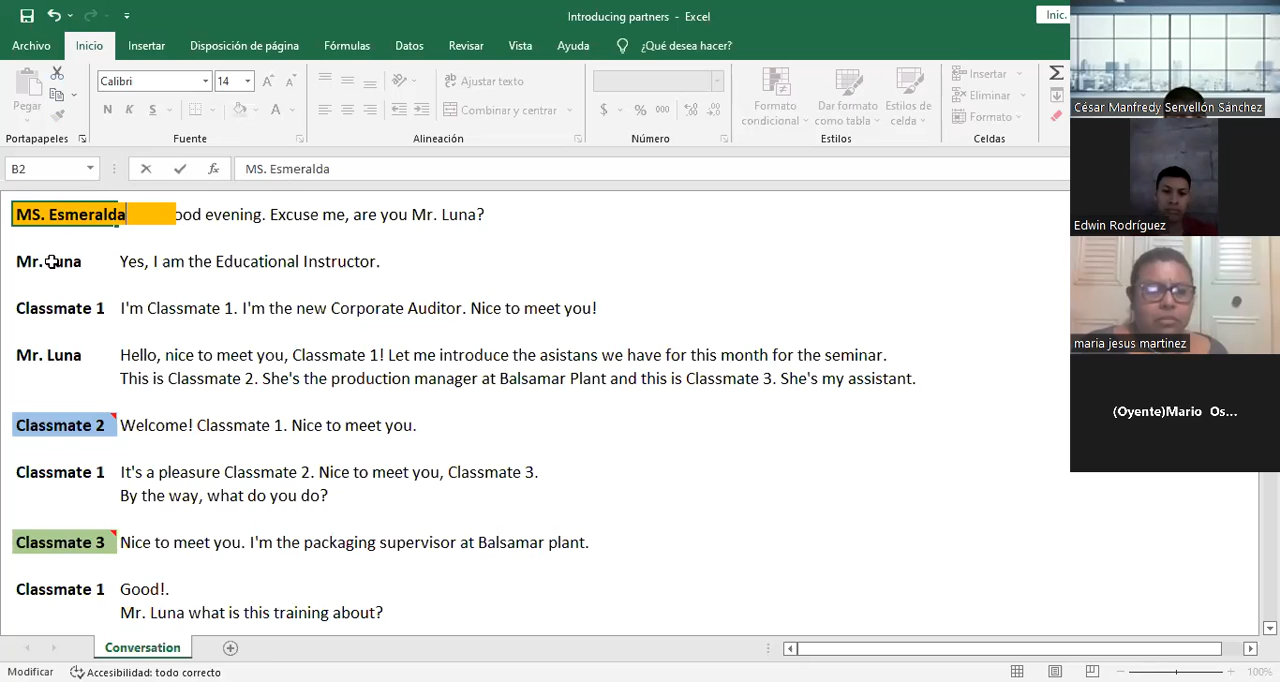 Introducing partners - Excel
Inic.
Archivo Inicio Insertar Disposición de página Fórmulas Datos Revisar Vista Ayuda ¿Qué desea hacer?
Pegar
Calibri 14
N K S A
Ajustar texto
Combinar y centrar
$ % 000
Formato condicional
Dar formato como tabla
Estilos de celda
Insertar
Eliminar
Formato
Portapapeles Fuente Alineación Número Estilos Celdas
B2 fx MS. Esmeralda
MS. Esmeralda ood evening. Excuse me, are you Mr. Luna?
Mr. Luna Yes, I am the Educational Instructor.
Classmate 1 I'm Classmate 1. I'm the new Corporate Auditor. Nice to meet you!
Mr. Luna Hello, nice to meet you, Classmate 1! Let me introduce the asistans we have for this month for the seminar.
This is Classmate 2. She's the production manager at Balsamar Plant and this is Classmate 3. She's my assistant.
Classmate 2 Welcome! Classmate 1. Nice to meet you.
Classmate 1 It's a pleasure Classmate 2. Nice to meet you, Classmate 3.
By the way, what do you do?
Classmate 3 Nice to meet you. I'm the packaging supervisor at Balsamar plant.
Classmate 1 Good!.
Mr. Luna what is this training about?
Conversation
Modificar Accesibilidad: todo correcto 100%
César Manfredy Servellón Sánchez
Edwin Rodríguez
maria jesus martinez
(Oyente)Mario Os...